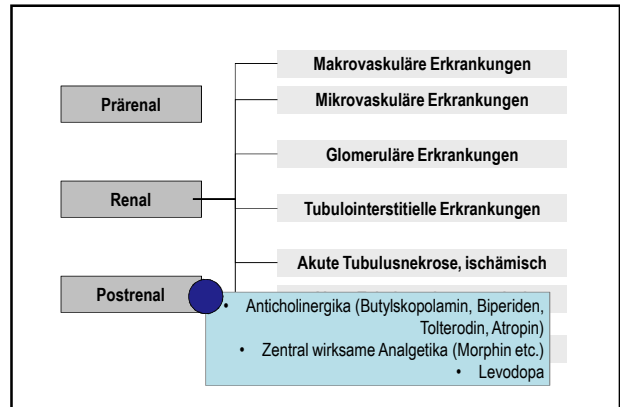 Makrovaskuläre Erkrankungen
Prärenal
Mikrovaskuläre Erkrankungen
Glomeruläre Erkrankungen
Renal
Tubulointerstitielle Erkrankungen
Akute Tubulusnekrose, ischämisch
Postrenal
• Anticholinergika (Butylskopolamin, Biperiden,
Tolterodin, Atropin)
• Zentral wirksame Analgetika (Morphin etc.)
• Levodopa